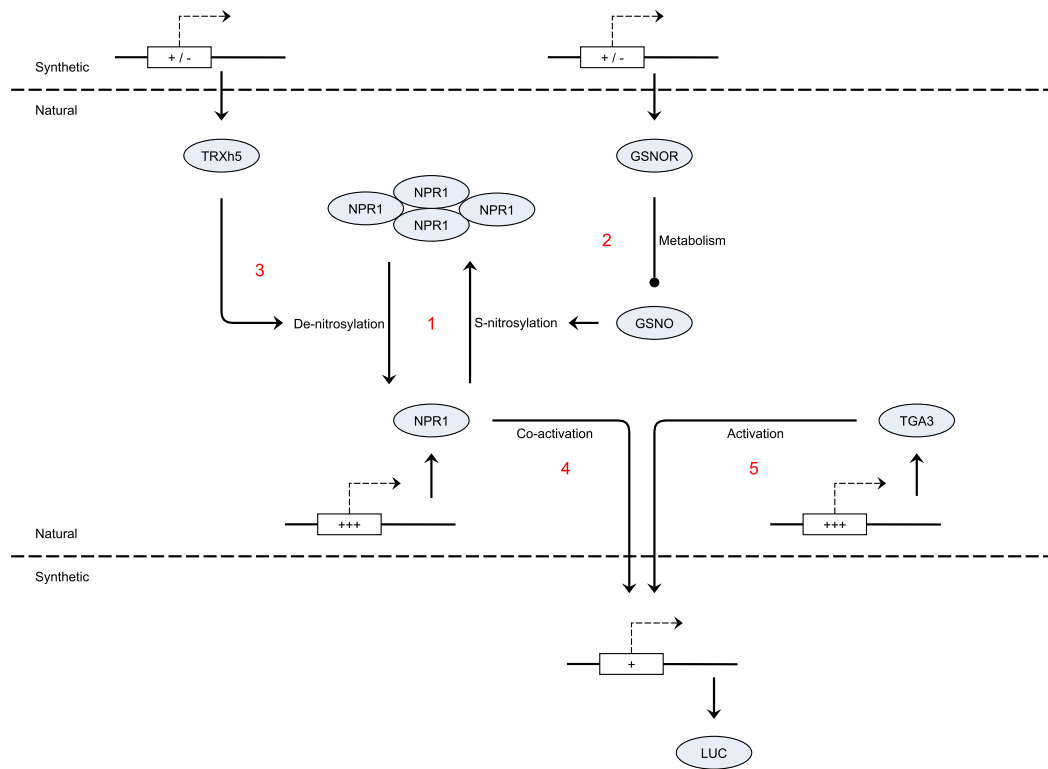 + / -
+ / -
Synthetic
Natural
TRXh5
GSNOR
NPR1
NPR1
NPR1
NPR1
2
Metabolism
3
De-nitrosylation
1
S-nitrosylation
GSNO
NPR1
TGA3
Co-activation
Activation
4
5
+++
+++
Natural
Synthetic
+
LUC